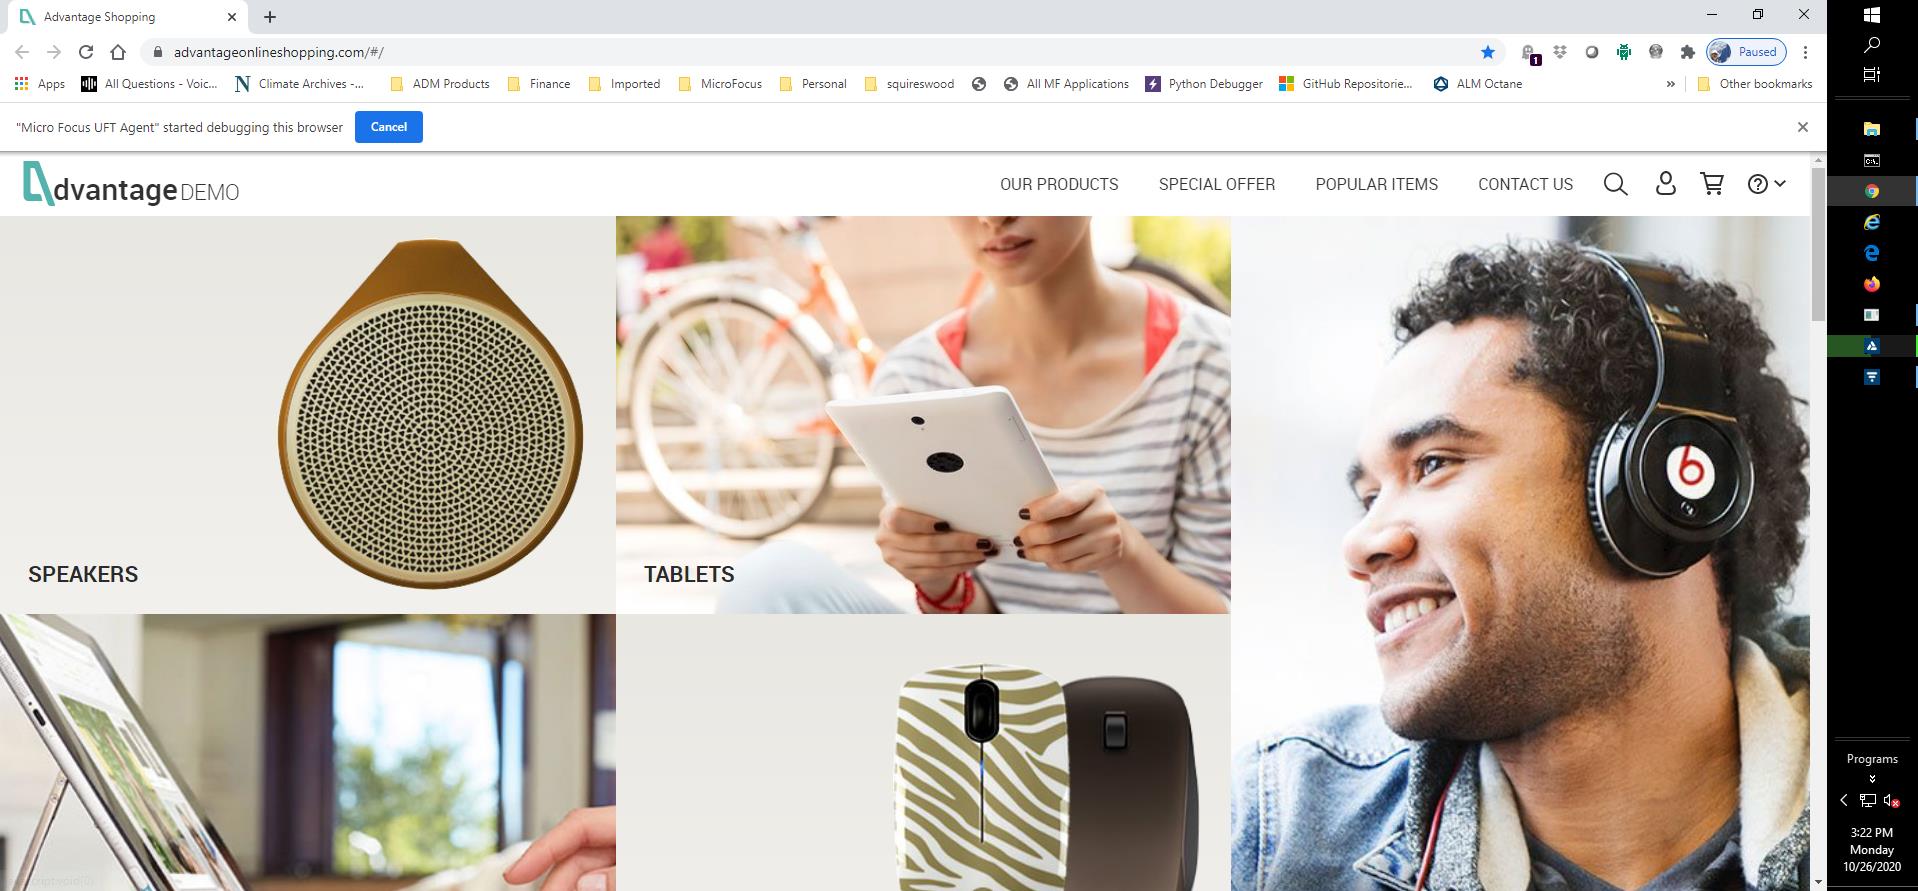 Advantage Shopping
advantageonlineshopping.com/#/
1
Paused
Apps
All Questions - Voic...
Climate Archives -...
ADM Products
Finance
Imported
MicroFocus
Personal
squireswood
All MF Applications
Python Debugger
GitHub Repositorie...
ALM Octane
»
Other bookmarks
"Micro Focus UFT Agent" started debugging this browser
Cancel
dvantage DEMO
OUR PRODUCTS
SPECIAL OFFER
POPULAR ITEMS
CONTACT US
SPEAKERS
TABLETS
Programs
3:22 PM
Monday
10/26/2020